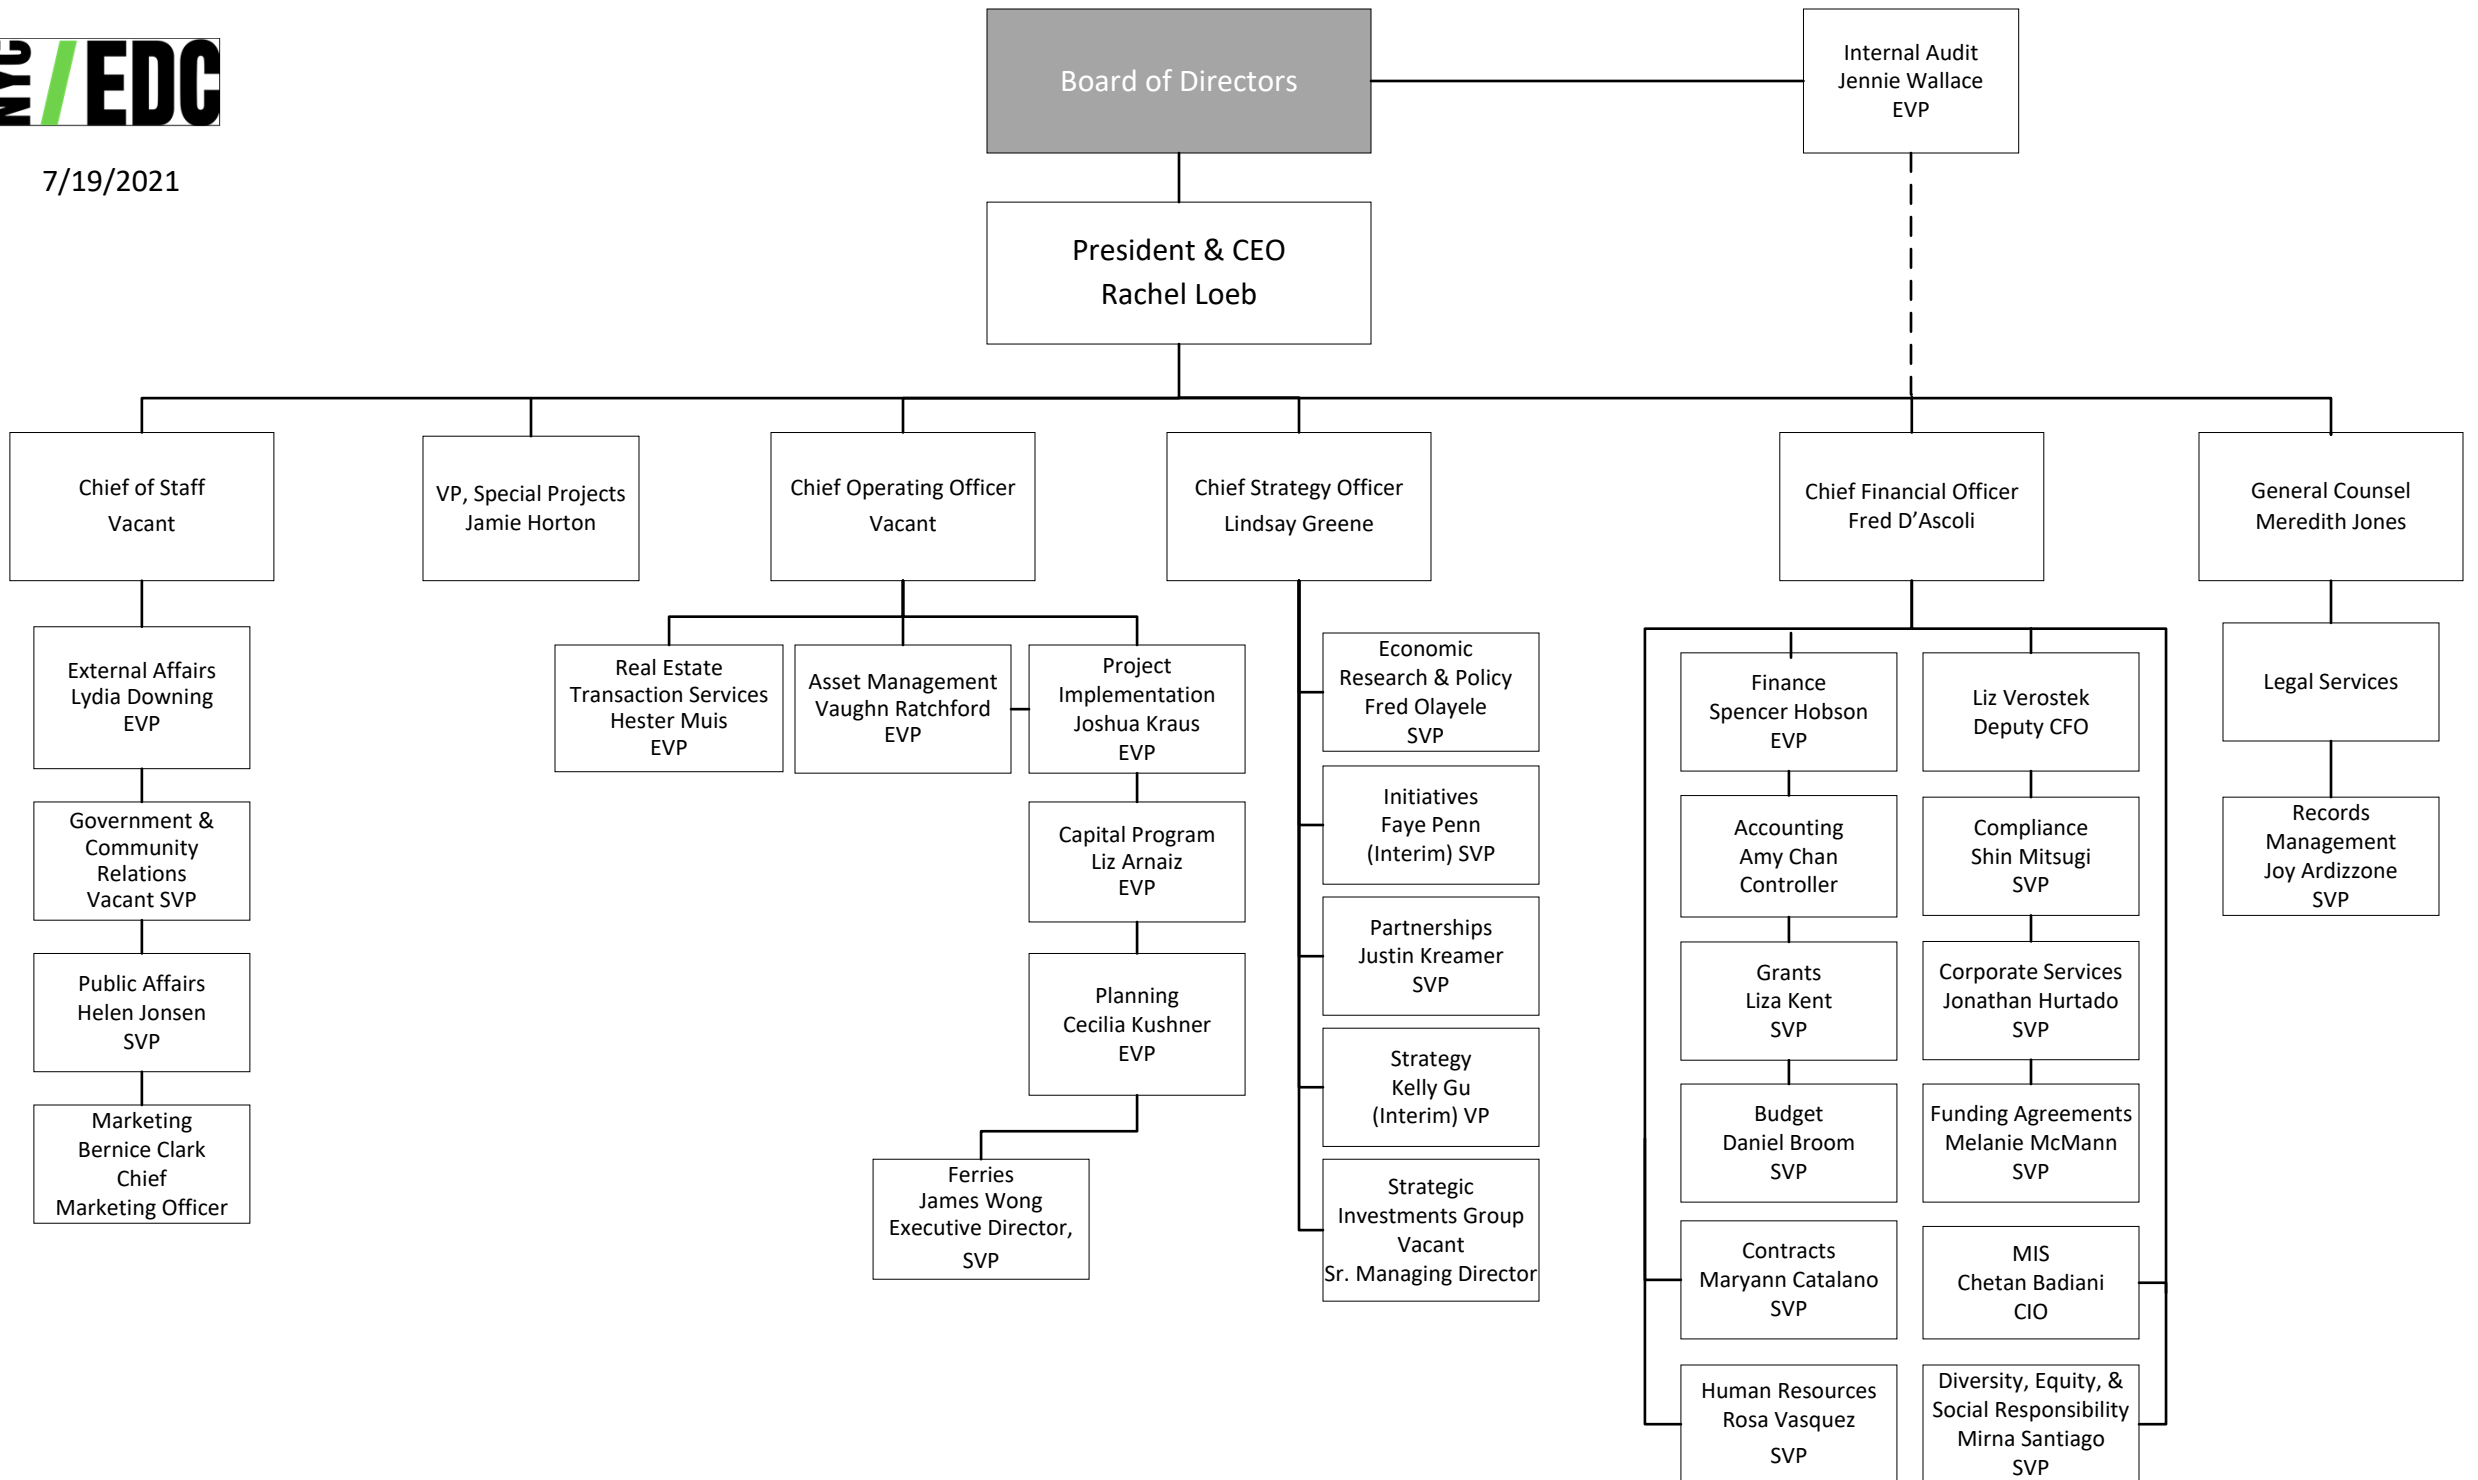 NYC / EDC
7/19/2021
Board of Directors
Internal Audit
Jennie Wallace
EVP
President & CEO
Rachel Loeb
Chief of Staff
Vacant
VP, Special Projects
Jamie Horton
Chief Operating Officer
Vacant
Chief Strategy Officer
Lindsay Greene
Chief Financial Officer
Fred D’Ascoli
General Counsel
Meredith Jones
External Affairs
Lydia Downing
EVP
Government &
Community
Relations
Vacant SVP
Public Affairs
Helen Jonsen
SVP
Marketing
Bernice Clark
Chief
Marketing Officer
Real Estate
Transaction Services
Hester Muis
EVP
Asset Management
Vaughn Ratchford
EVP
Project
Implementation
Joshua Kraus
EVP
Capital Program
Liz Arnaiz
EVP
Planning
Cecilia Kushner
EVP
Ferries
James Wong
Executive Director,
SVP
Economic
Research & Policy
Fred Olayele
SVP
Initiatives
Faye Penn
(Interim) SVP
Partnerships
Justin Kreamer
SVP
Strategy
Kelly Gu
(Interim) VP
Strategic
Investments Group
Vacant
Sr. Managing Director
Finance
Spencer Hobson
EVP
Accounting
Amy Chan
Controller
Grants
Liza Kent
SVP
Budget
Daniel Broom
SVP
Contracts
Maryann Catalano
SVP
Human Resources
Rosa Vasquez
SVP
Liz Verostek
Deputy CFO
Compliance
Shin Mitsugi
SVP
Corporate Services
Jonathan Hurtado
SVP
Funding Agreements
Melanie McMann
SVP
MIS
Chetan Badiani
CIO
Diversity, Equity, &
Social Responsibility
Mirna Santiago
SVP
Legal Services
Records
Management
Joy Ardizzone
SVP